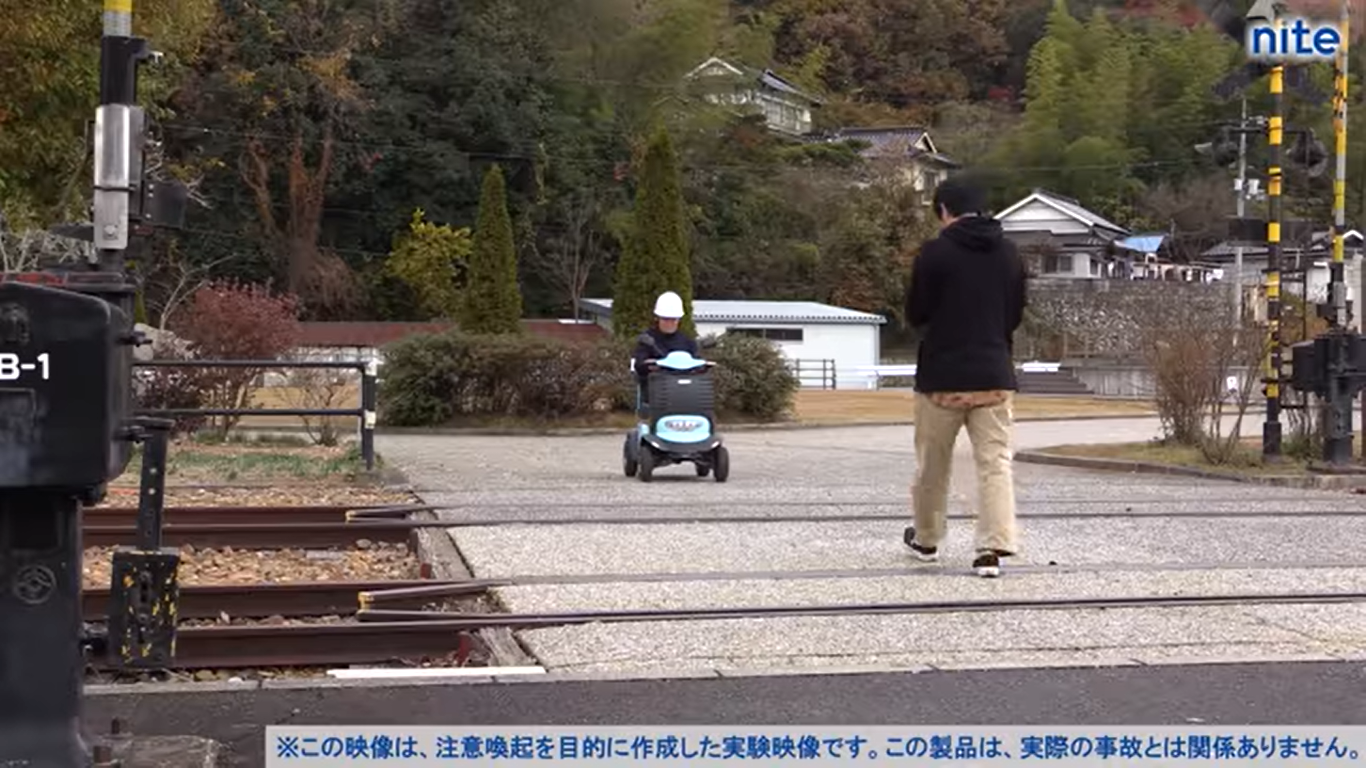 nite
B-1
※この映像は、注意喚起を目的に作成した実験映像です。この製品は、実際の事故とは関係ありません。